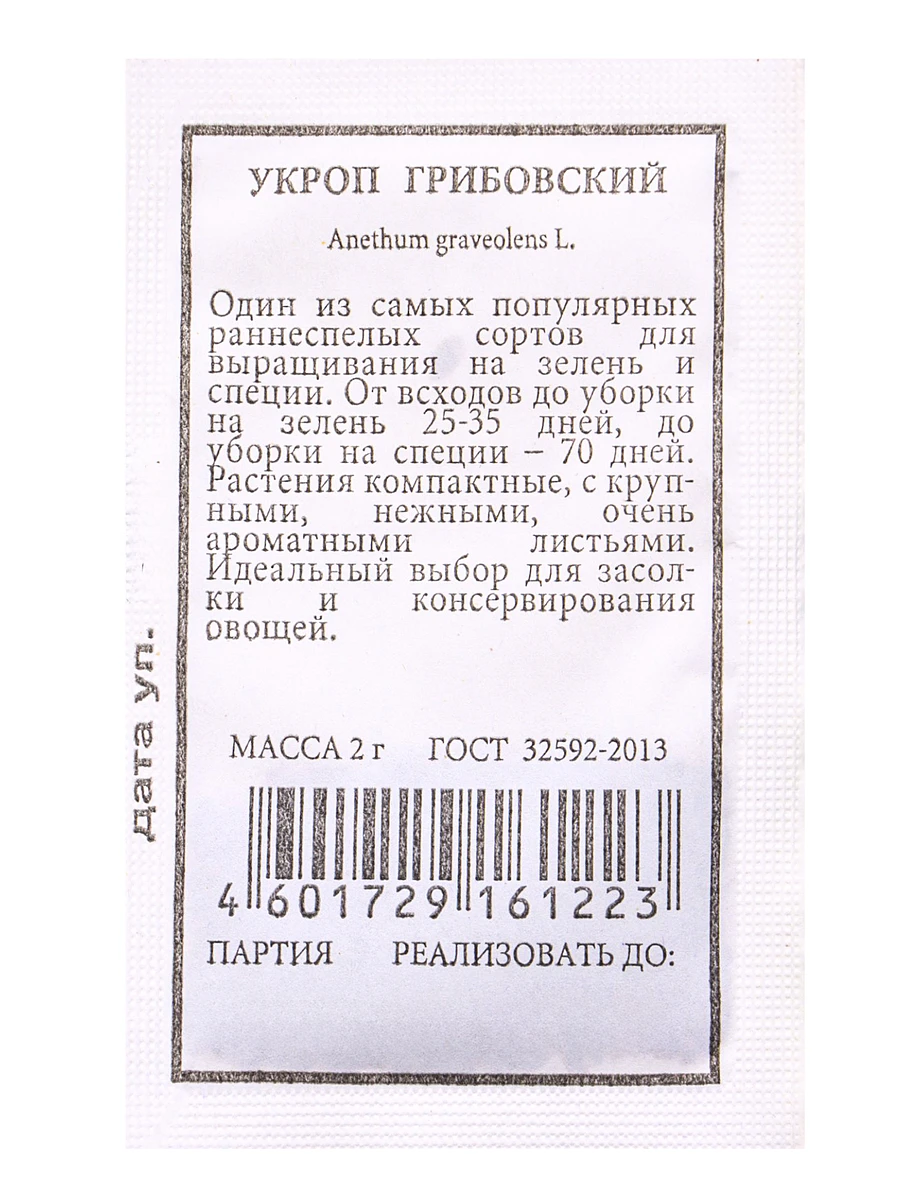 УКРОП ГРИБОВСКИЙ
Anethum graveolens L.
Один из самых популярных
раннеспелых сортов для
выращивания на зелень и
специи. От всходов до уборки
на зелень 25-35 дней, до
уборки на специи – 70 дней.
Растения компактные, с круп-
ными, нежными, очень
ароматными листьями.
Идеальный выбор для засол-
ки и консервирования
овощей.
МАССА 2 г ГОСТ 32592-2013
4 601729 161223
ПАРТИЯ РЕАЛИЗОВАТЬ ДО:
Дата уп.